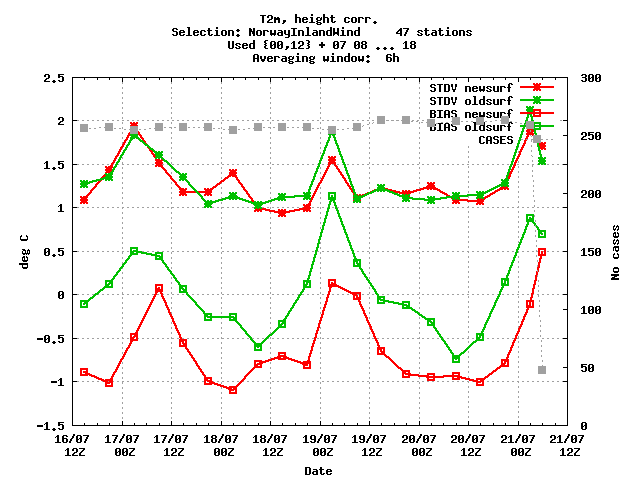 T2m, height corr.
Selection: NorwayInlandWind 47 stations
Used {00,12} + 07 08 ... 18
Averaging window: 6h
2.5
2
1.5
1
0.5
0
-0.5
-1
-1.5
deg C
300
250
200
150
100
50
0
No cases
STDV newsurf
STDV oldsurf
BIAS newsurf
BIAS oldsurf
CASES
16/07 17/07 17/07 18/07 18/07 19/07 19/07 20/07 20/07 21/07 21/07
12Z 00Z 12Z 00Z 12Z 00Z 12Z 00Z 12Z 00Z 12Z
Date